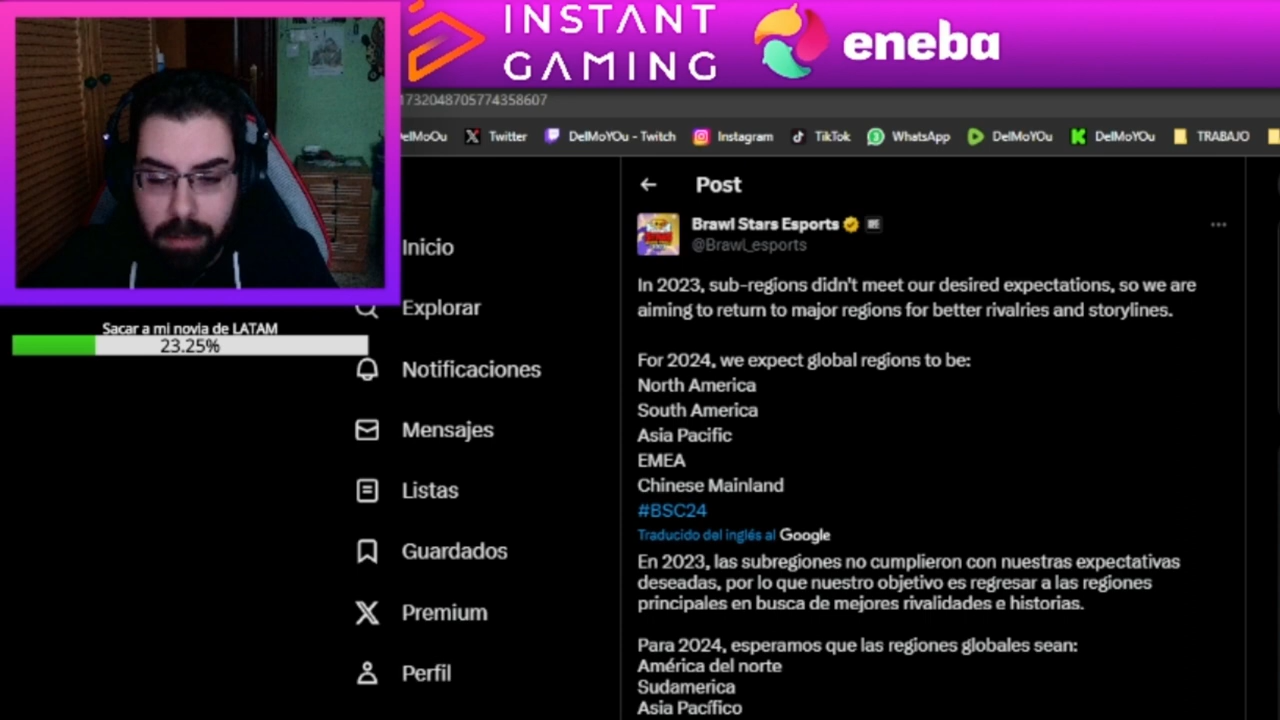 INSTANT
GAMING
eneba
1732048705774358607
DelMoOu
Twitter
DelMoYOu - Twitch
Instagram
TikTok
WhatsApp
DelMoYOu
DelMoYOu
TRABAJO
Sacar a mi novia de LATAM
23.25%
Inicio
Explorar
Notificaciones
Mensajes
Listas
Guardados
Premium
Perfil
Post
Brawl Stars Esports
@Brawl_esports
In 2023, sub-regions didn't meet our desired expectations, so we are
aiming to return to major regions for better rivalries and storylines.
For 2024, we expect global regions to be:
North America
South America
Asia Pacific
EMEA
Chinese Mainland
#BSC24
Traducido del inglés al Google
En 2023, las subregiones no cumplieron con nuestras expectativas
deseadas, por lo que nuestro objetivo es regresar a las regiones
principales en busca de mejores rivalidades e historias.
Para 2024, esperamos que las regiones globales sean:
América del norte
Sudamerica
Asia Pacífico